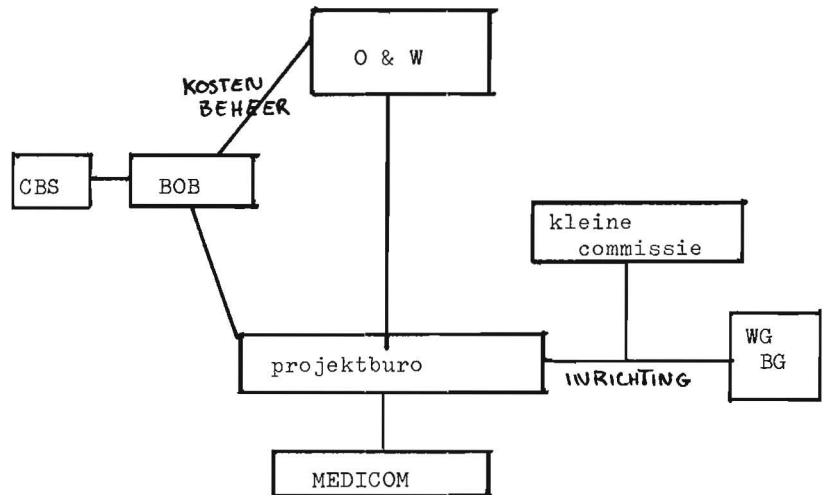 O & W
KOSTEN
BEHEER
CBS
BOB
kleine
commissie
WG
BG
projektburo
INRICHTING
MEDICOM